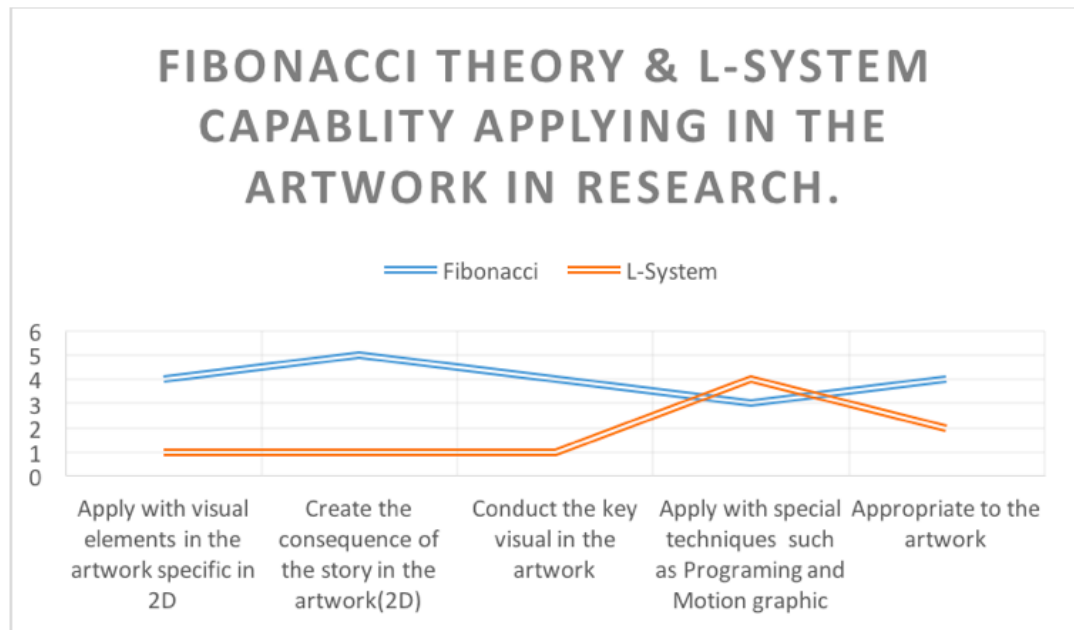 FIBONACCI THEORY & L-SYSTEM
CAPABLITY APPLYING IN THE
ARTWORK IN RESEARCH.
Fibonacci L-System
6
5
4
3
2
1
0
Apply with visual
elements in the
artwork specific in
2D
Create the
consequence of
the story in the
artwork(2D)
Conduct the key
visual in the
artwork
Apply with special
techniques such
as Programing and
Motion graphic
Appropriate to the
artwork